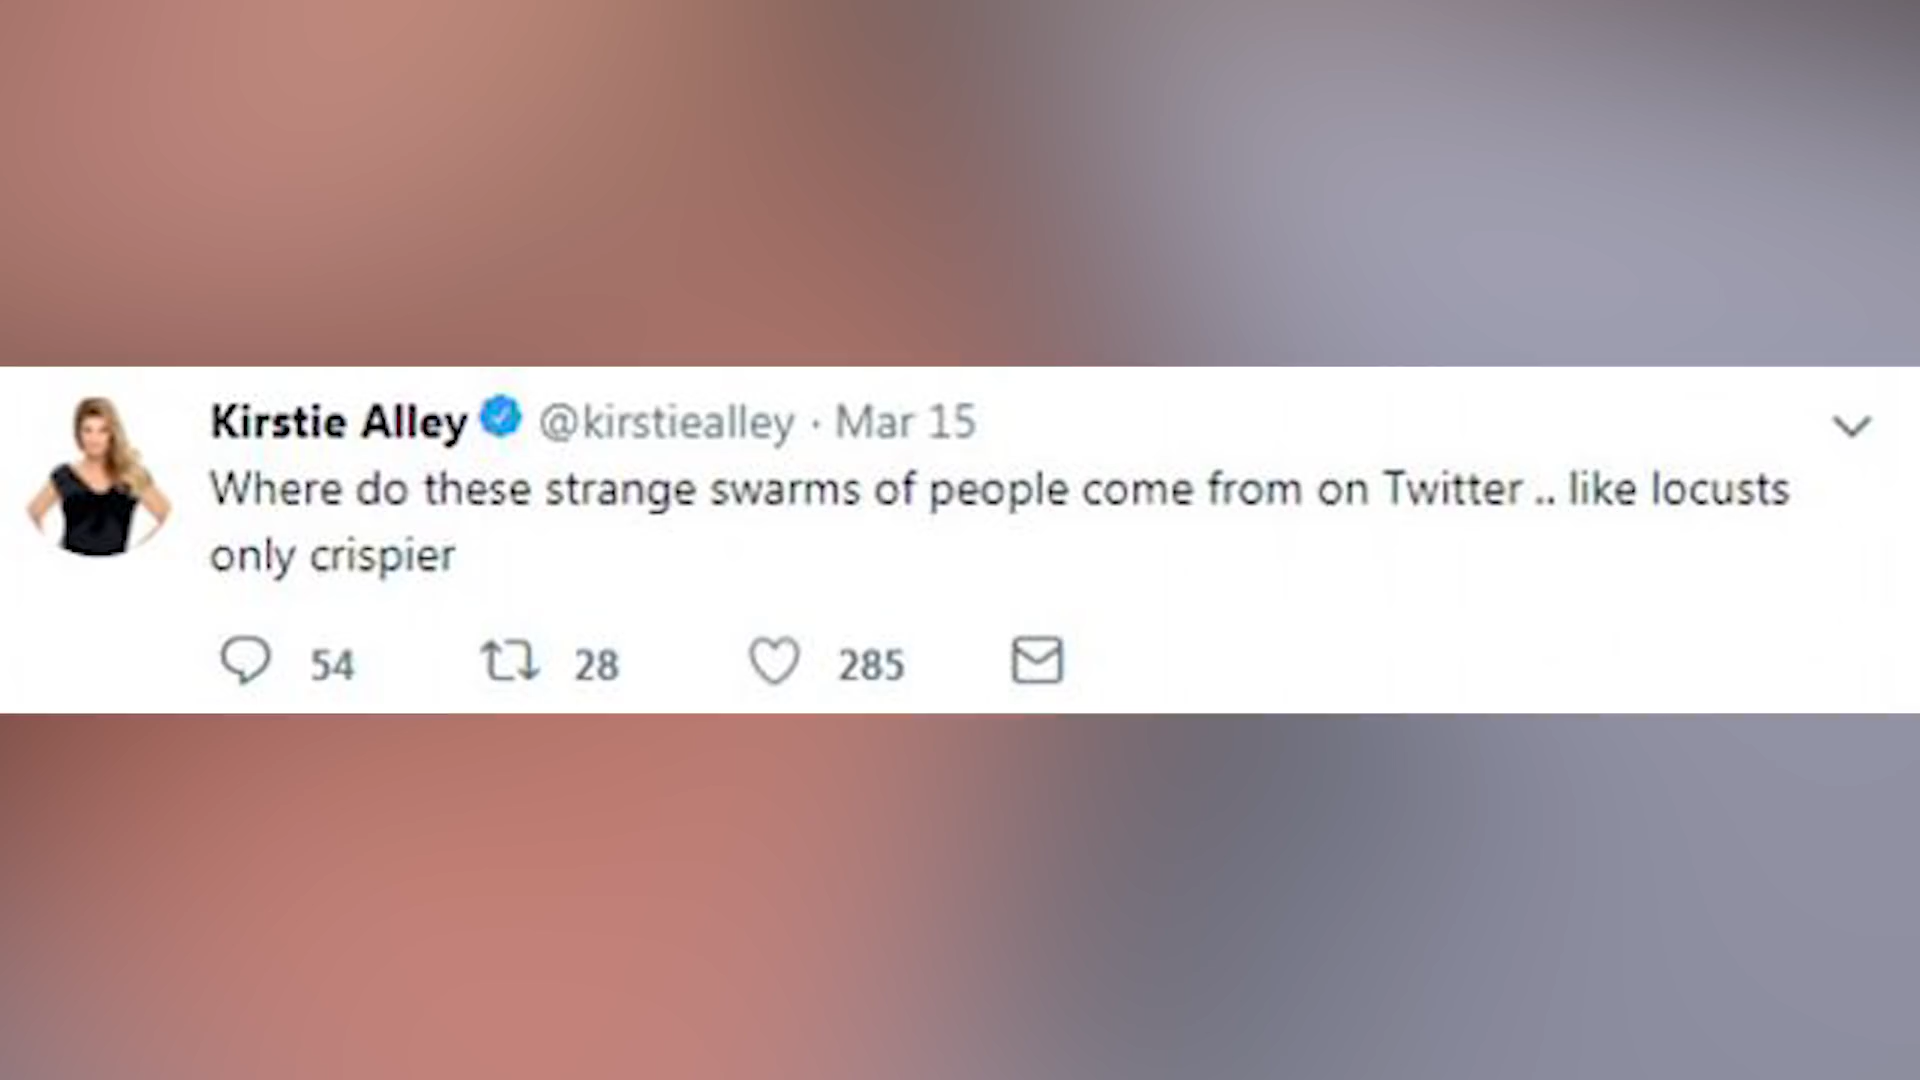 Kirstie Alley @kirstiealley · Mar 15
Where do these strange swarms of people come from on Twitter .. like locusts
only crispier
54 28 285